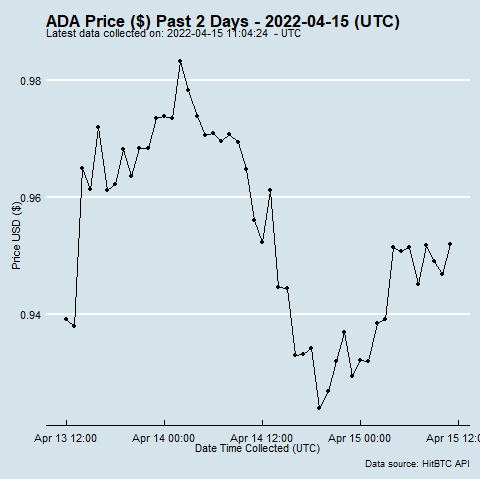 ADA Price ($) Past 2 Days - 2022-04-15 (UTC)
Latest data collected on: 2022-04-15 11:04:24 - UTC
0.98
0.96
0.94
Price USD ($)
Apr 13 12:00
Apr 14 00:00
Apr 14 12:00
Apr 15 00:00
Apr 15 12:0
Date Time Collected (UTC)
Data source: HitBTC API